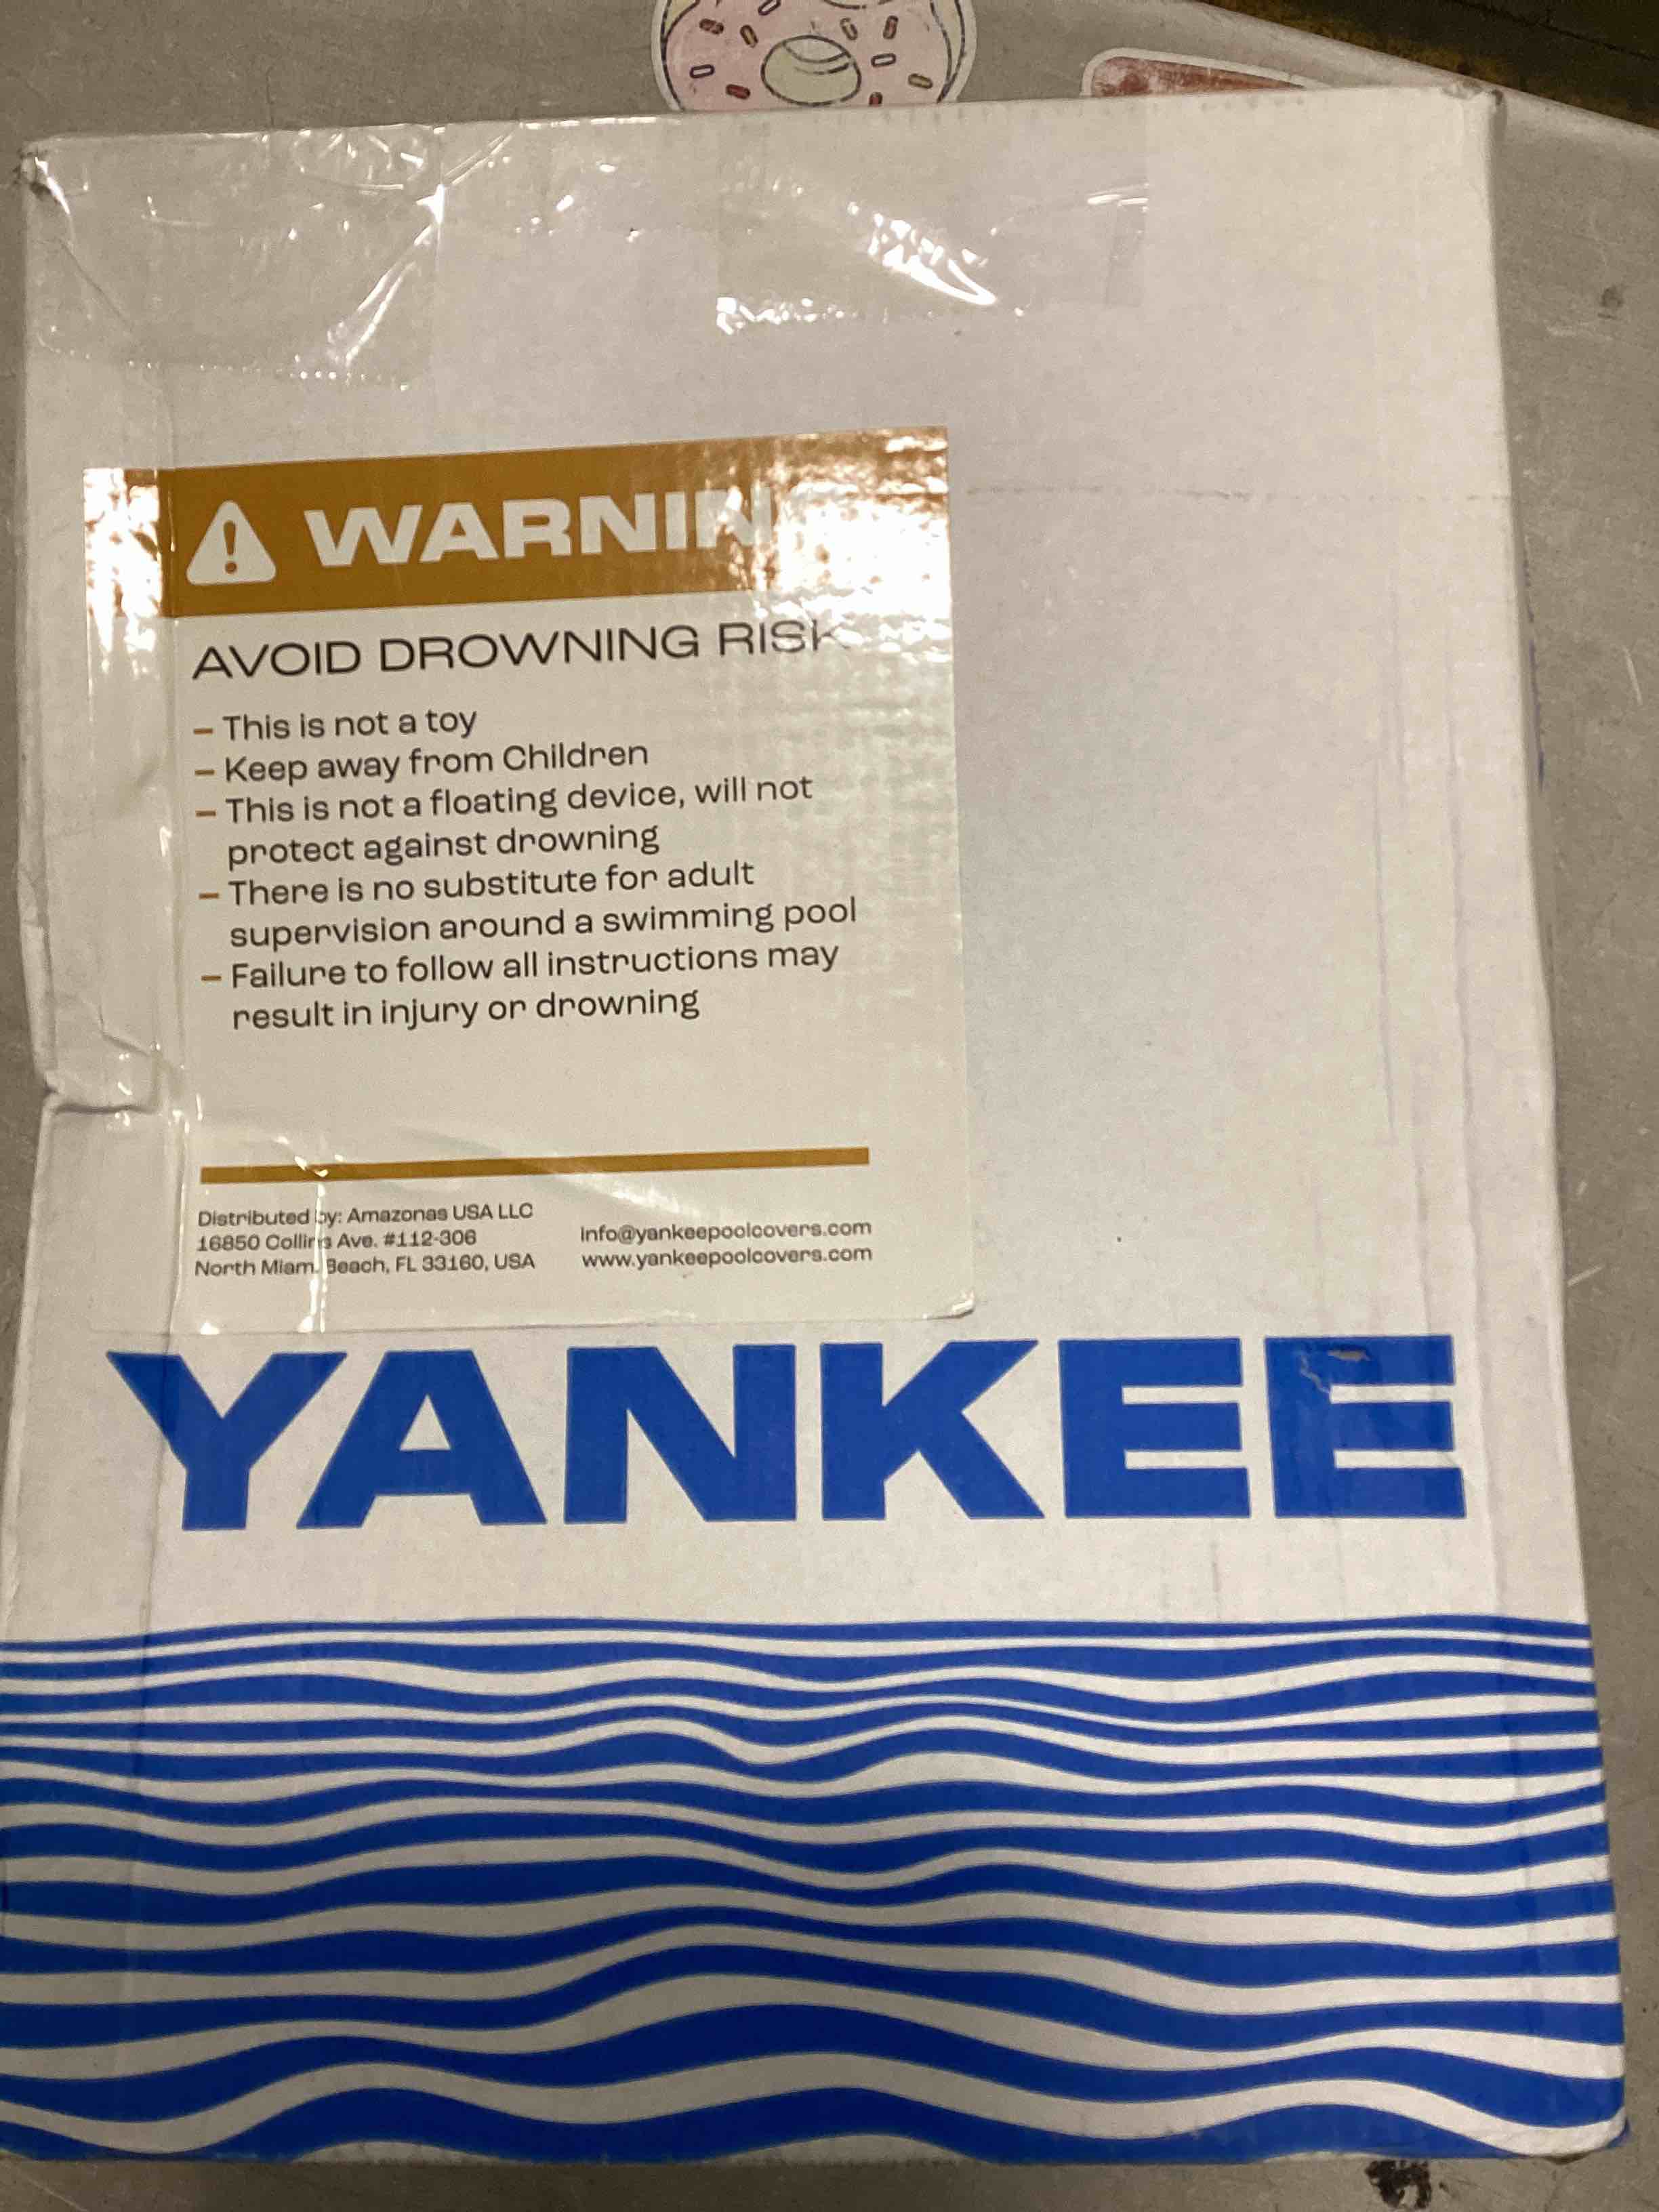 WARNIN
AVOID DROWNING RISK
– This is not a toy
– Keep away from Children
– This is not a floating device, will not
protect against drowning
– There is no substitute for adult
supervision around a swimming pool
– Failure to follow all instructions may
result in injury or drowning
Distributed by: Amazonas USA LLC
16850 Collins Ave. #112-306
North Miami Beach, FL 33160, USA
Info@yankeepoolcovers.com
www.yankeepoolcovers.com
YANKEE